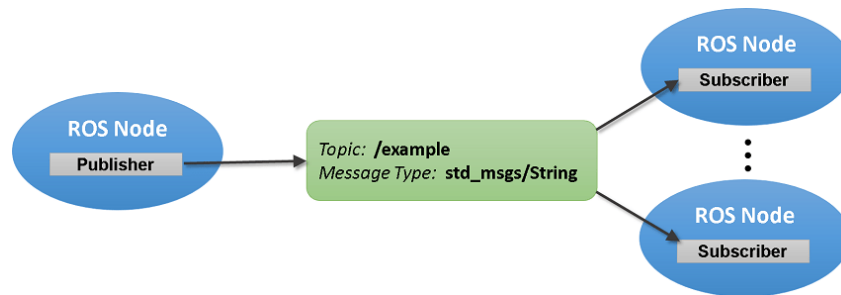 ROS Node
Publisher
Topic: /example
Message Type: std_msgs/String
ROS Node
Subscriber
ROS Node
Subscriber